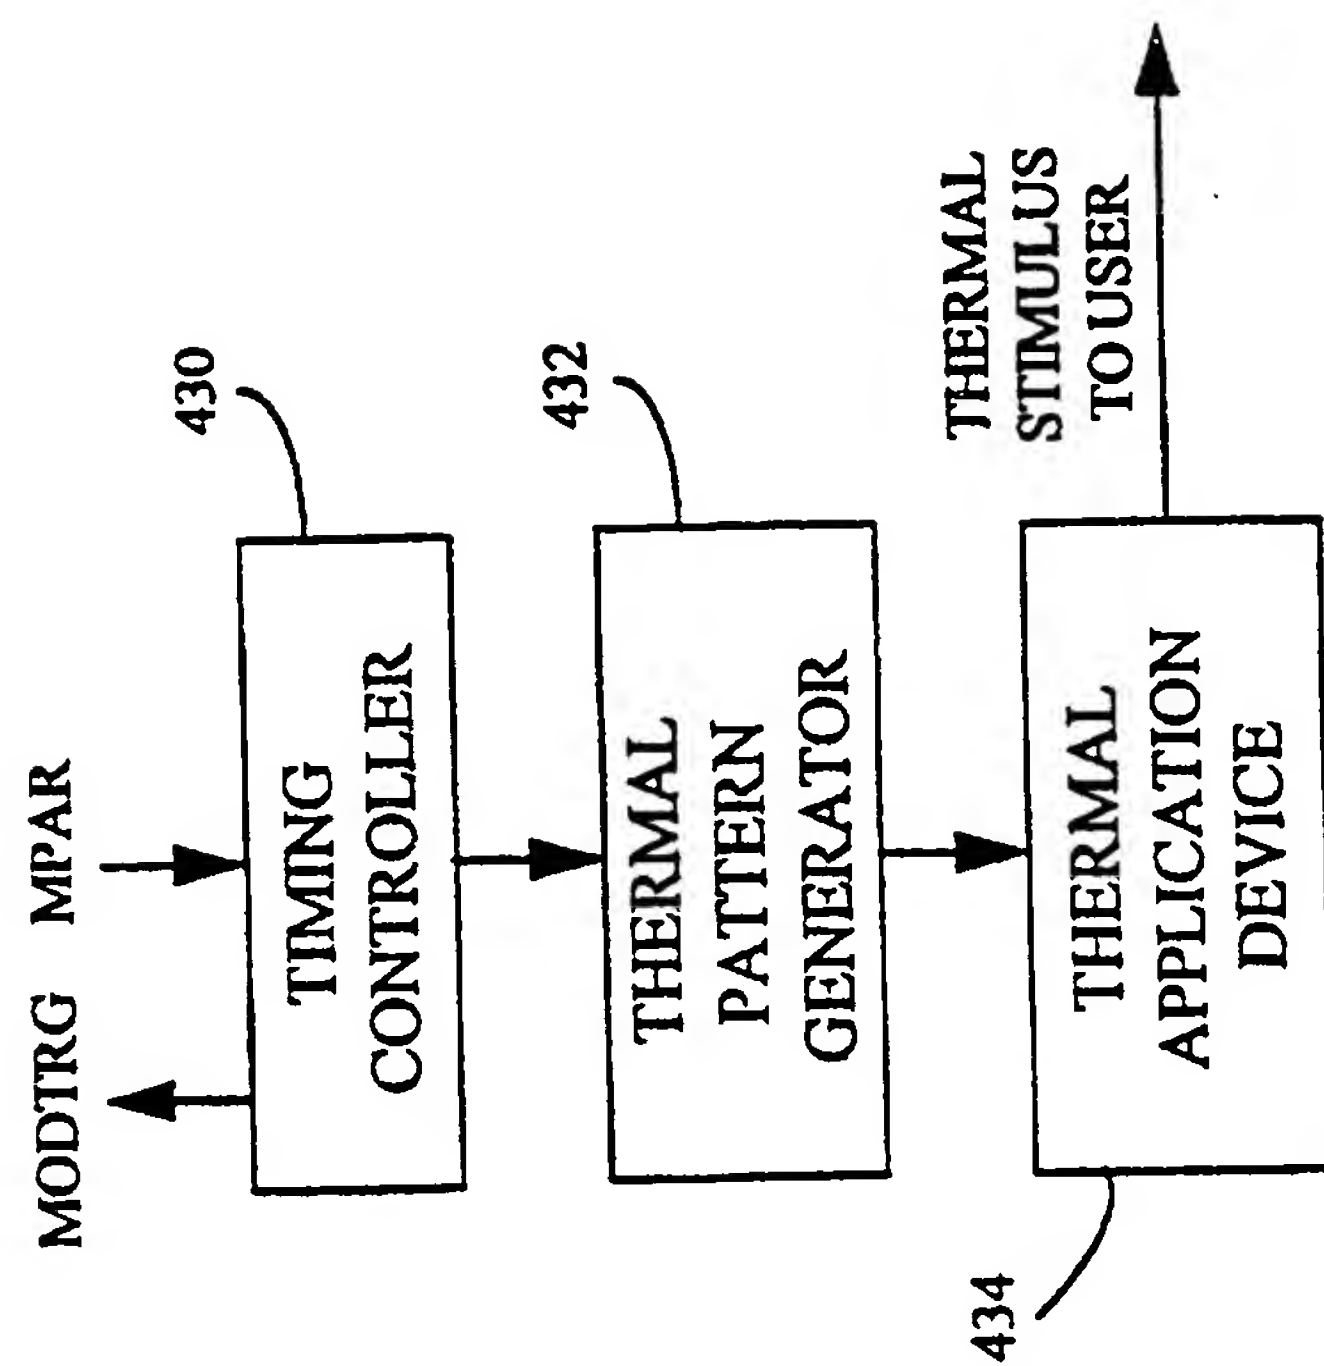 MODTRG
MPAR
430
TIMING
CONTROLLER
432
THERMAL
PATTERN
GENERATOR
434
THERMAL
APPLICATION
DEVICE
THERMAL
STIMULUS
TO USER